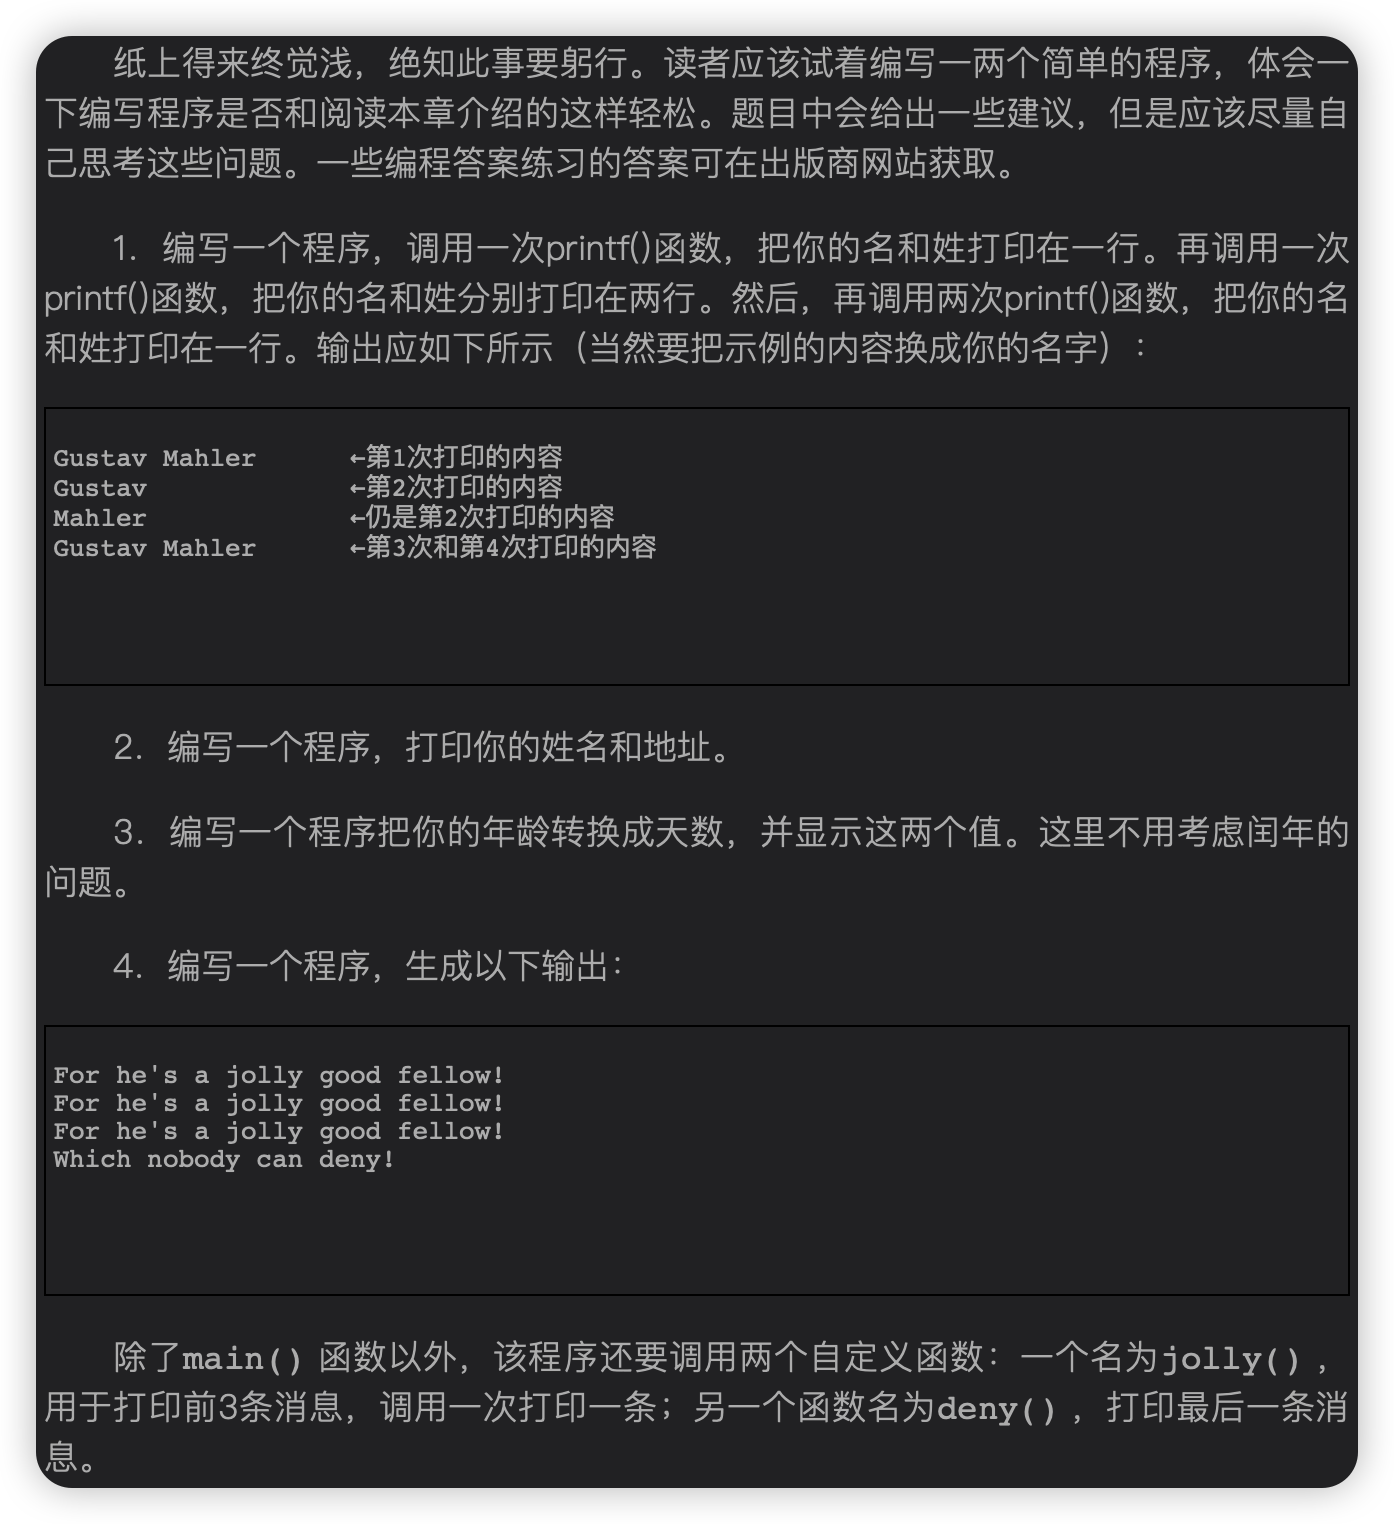 纸上得来终觉浅，绝知此事要躬行。读者应该试着编写一两个简单的程序，体会一
下编写程序是否和阅读本章介绍的这样轻松。题目中会给出一些建议，但是应该尽量自
己思考这些问题。一些编程答案练习的答案可在出版商网站获取。
1. 编写一个程序，调用一次printf()函数，把你的名和姓打印在一行。再调用一次
printf()函数，把你的名和姓分别打印在两行。然后，再调用两次printf()函数，把你的名
和姓打印在一行。输出应如下所示（当然要把示例的内容换成你的名字）：
Gustav Mahler ←第1次打印的内容
Gustav ←第2次打印的内容
Mahler ←仍是第2次打印的内容
Gustav Mahler ←第3次和第4次打印的内容
2. 编写一个程序，打印你的姓名和地址。
3. 编写一个程序把你的年龄转换成天数，并显示这两个值。这里不用考虑闰年的
问题。
4. 编写一个程序，生成以下输出：
For he's a jolly good fellow!
For he's a jolly good fellow!
For he's a jolly good fellow!
Which nobody can deny!
除了main() 函数以外，该程序还要调用两个自定义函数：一个名为jolly() ，
用于打印前3条消息，调用一次打印一条；另一个函数名为deny() ，打印最后一条消
息。